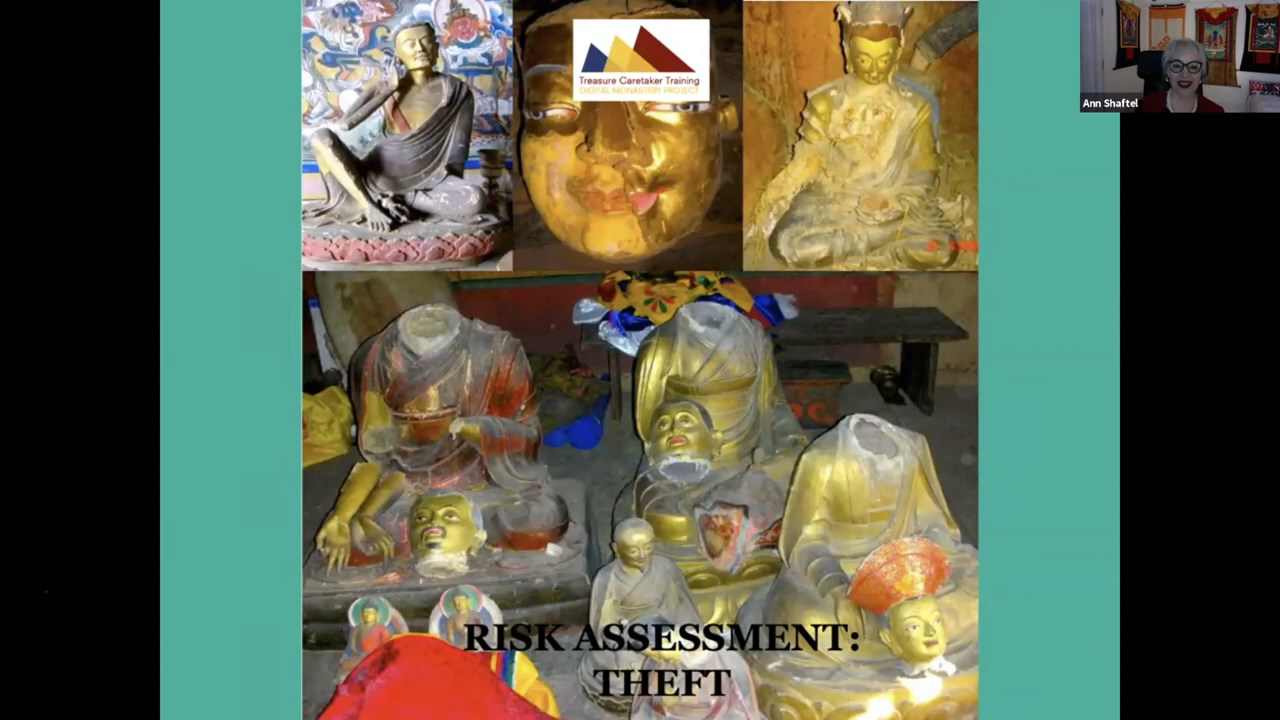 Treasure Caretaker Training
DIGITAL MONASTERY PROJECT
Ann Shaftel
RISK ASSESSMENT:
THEFT